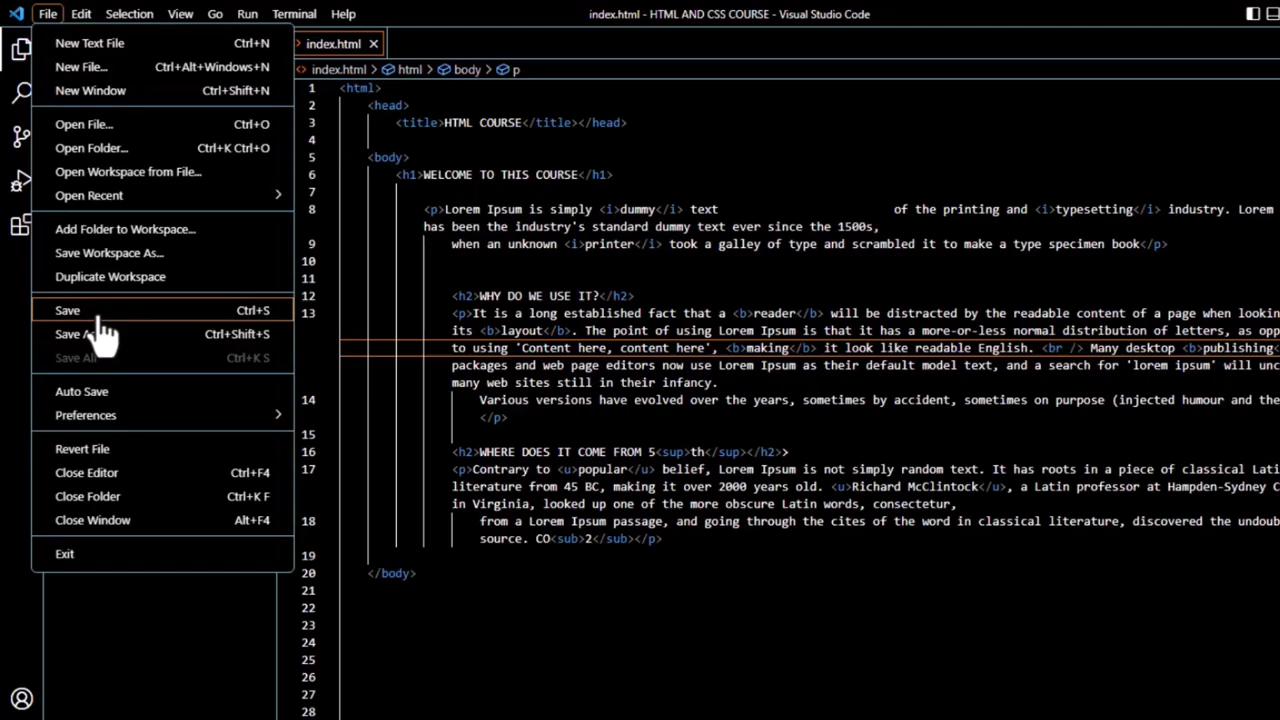 File Edit Selection View Go Run Terminal Help index.html - HTML AND CSS COURSE - Visual Studio Code
New Text File Ctrl+N
New File... Ctrl+Alt+Windows+N
New Window Ctrl+Shift+N
Open File... Ctrl+O
Open Folder... Ctrl+K Ctrl+O
Open Workspace from File...
Open Recent
Add Folder to Workspace...
Save Workspace As...
Duplicate Workspace
Save Ctrl+S
Save Ctrl+Shift+S
Save Ctrl+K S
Auto Save
Preferences
Revert File
Close Editor Ctrl+F4
Close Folder Ctrl+K F
Close Window Alt+F4
Exit
index.html
index.html > html > body > p
1 <html>
2 <head>
3 <title>HTML COURSE</title></head>
4
5 <body>
6 <h1>WELCOME TO THIS COURSE</h1>
7
8 <p>Lorem Ipsum is simply <i>dummy</i> text of the printing and <i>typesetting</i> industry. Lorem
has been the industry's standard dummy text ever since the 1500s,
9 when an unknown <i>printer</i> took a galley of type and scrambled it to make a type specimen book</p>
10
11
12 <h2>WHY DO WE USE IT?</h2>
13 <p>It is a long established fact that a <b>reader</b> will be distracted by the readable content of a page when lookin
its <b>layout</b>. The point of using Lorem Ipsum is that it has a more-or-less normal distribution of letters, as opp
to using 'Content here, content here', <b>making</b> it look like readable English. <br /> Many desktop <b>publishing<
packages and web page editors now use Lorem Ipsum as their default model text, and a search for 'lorem ipsum' will unc
many web sites still in their infancy.
14 Various versions have evolved over the years, sometimes by accident, sometimes on purpose (injected humour and the
</p>
15
16 <h2>WHERE DOES IT COME FROM 5<sup>th</sup></h2>>
17 <p>Contrary to <u>popular</u> belief, Lorem Ipsum is not simply random text. It has roots in a piece of classical Lati
literature from 45 BC, making it over 2000 years old. <u>Richard McClintock</u>, a Latin professor at Hampden-Sydney C
in Virginia, looked up one of the more obscure Latin words, consectetur,
18 from a Lorem Ipsum passage, and going through the cites of the word in classical literature, discovered the undoub
source. CO<sub>2</sub></p>
19
20 </body>
21
22
23
24
25
26
27
28